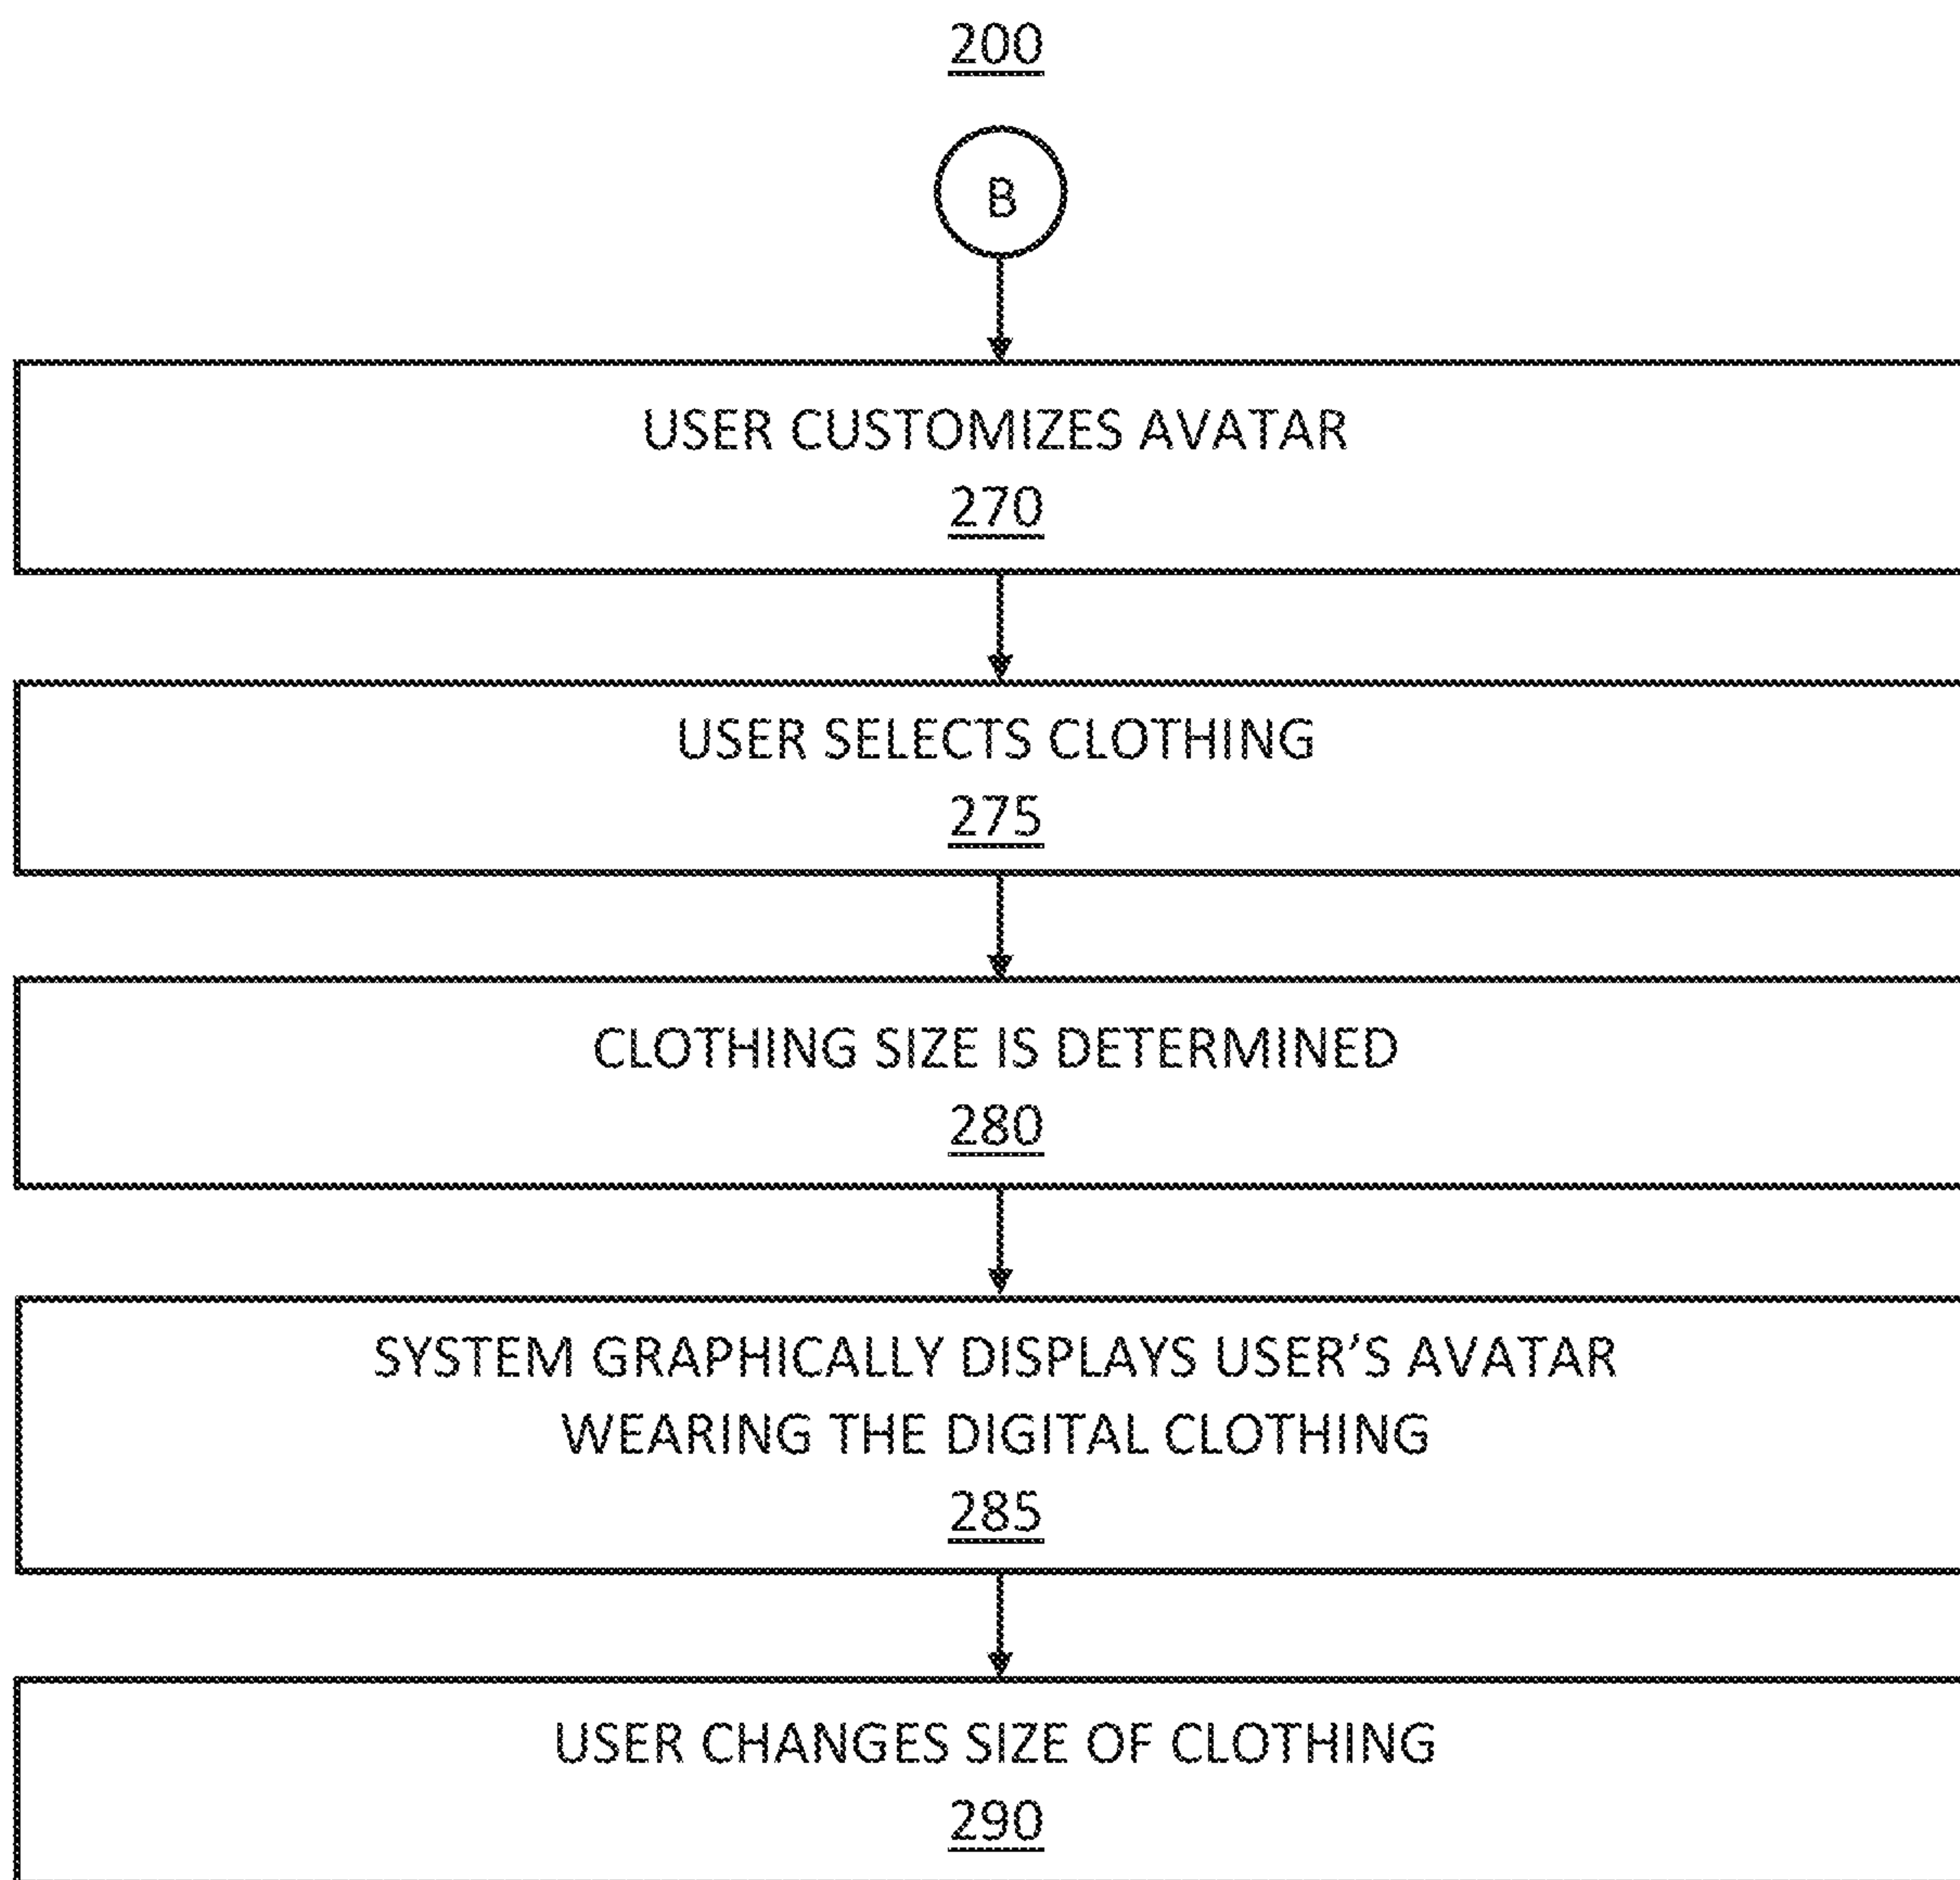 200
B
USER CUSTOMIZES AVATAR
270
USER SELECTS CLOTHING
275
CLOTHING SIZE IS DETERMINED
280
SYSTEM GRAPHICALLY DISPLAYS USER’S AVATAR
WEARING THE DIGITAL CLOTHING
285
USER CHANGES SIZE OF CLOTHING
290